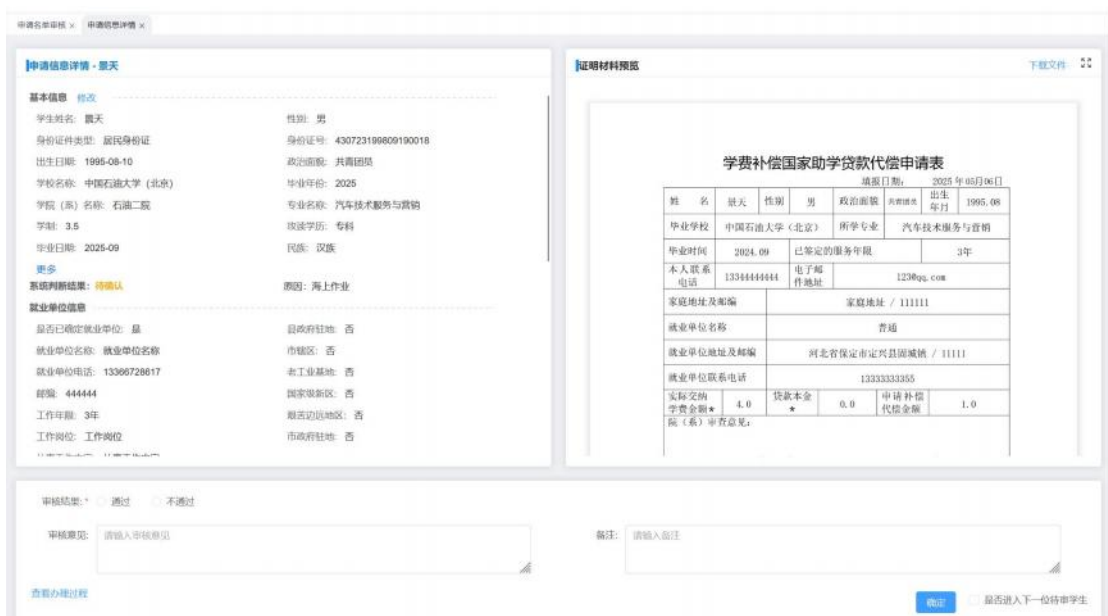 申请名单审核 × 申请信息详情 ×
申请信息详情 - 景天
基本信息 修改
学生姓名: 景天 性别: 男
身份证件类型: 居民身份证 身份证号: 430723199809190018
出生日期: 1995-08-10 政治面貌: 共青团员
学校名称: 中国石油大学（北京） 毕业年份: 2025
学院（系）名称: 石油二院 专业名称: 汽车技术服务与营销
学制: 3.5 攻读学历: 专科
毕业日期: 2025-09 民族: 汉族
更多
系统判断结果: 待确认 原因: 海上作业
就业单位信息
是否已确定就业单位: 是 县政府驻地: 否
就业单位名称: 就业单位名称 市辖区: 否
就业单位电话: 13366728617 老工业基地: 否
邮编: 444444 国家级新区: 否
工作年限: 3年 艰苦边远地区: 否
工作岗位: 工作岗位 市政府驻地: 否
证明材料预览 下载文件
学费补偿国家助学贷款代偿申请表
填报日期: 2025年05月06日
姓 名 景天 性别 男 政治面貌 共青团员 出生年月 1995.08
毕业学校 中国石油大学（北京） 所学专业 汽车技术服务与营销
毕业时间 2024.09 已签定的服务年限 3年
本人联系电话 13344444444 电子邮件地址 123@qq.com
家庭地址及邮编 家庭地址 / 111111
就业单位名称 普通
就业单位地址及邮编 河北省保定市定兴县固城镇 / 11111
就业单位联系电话 13333333355
实际交纳学费金额★ 4.0 贷款本金★ 0.0 申请补偿代偿金额 1.0
院（系）审查意见:
审核结果: * 通过 不通过
审核意见: 请输入审核意见 备注: 请输入备注
查看办理过程 确定 是否进入下一位待审学生